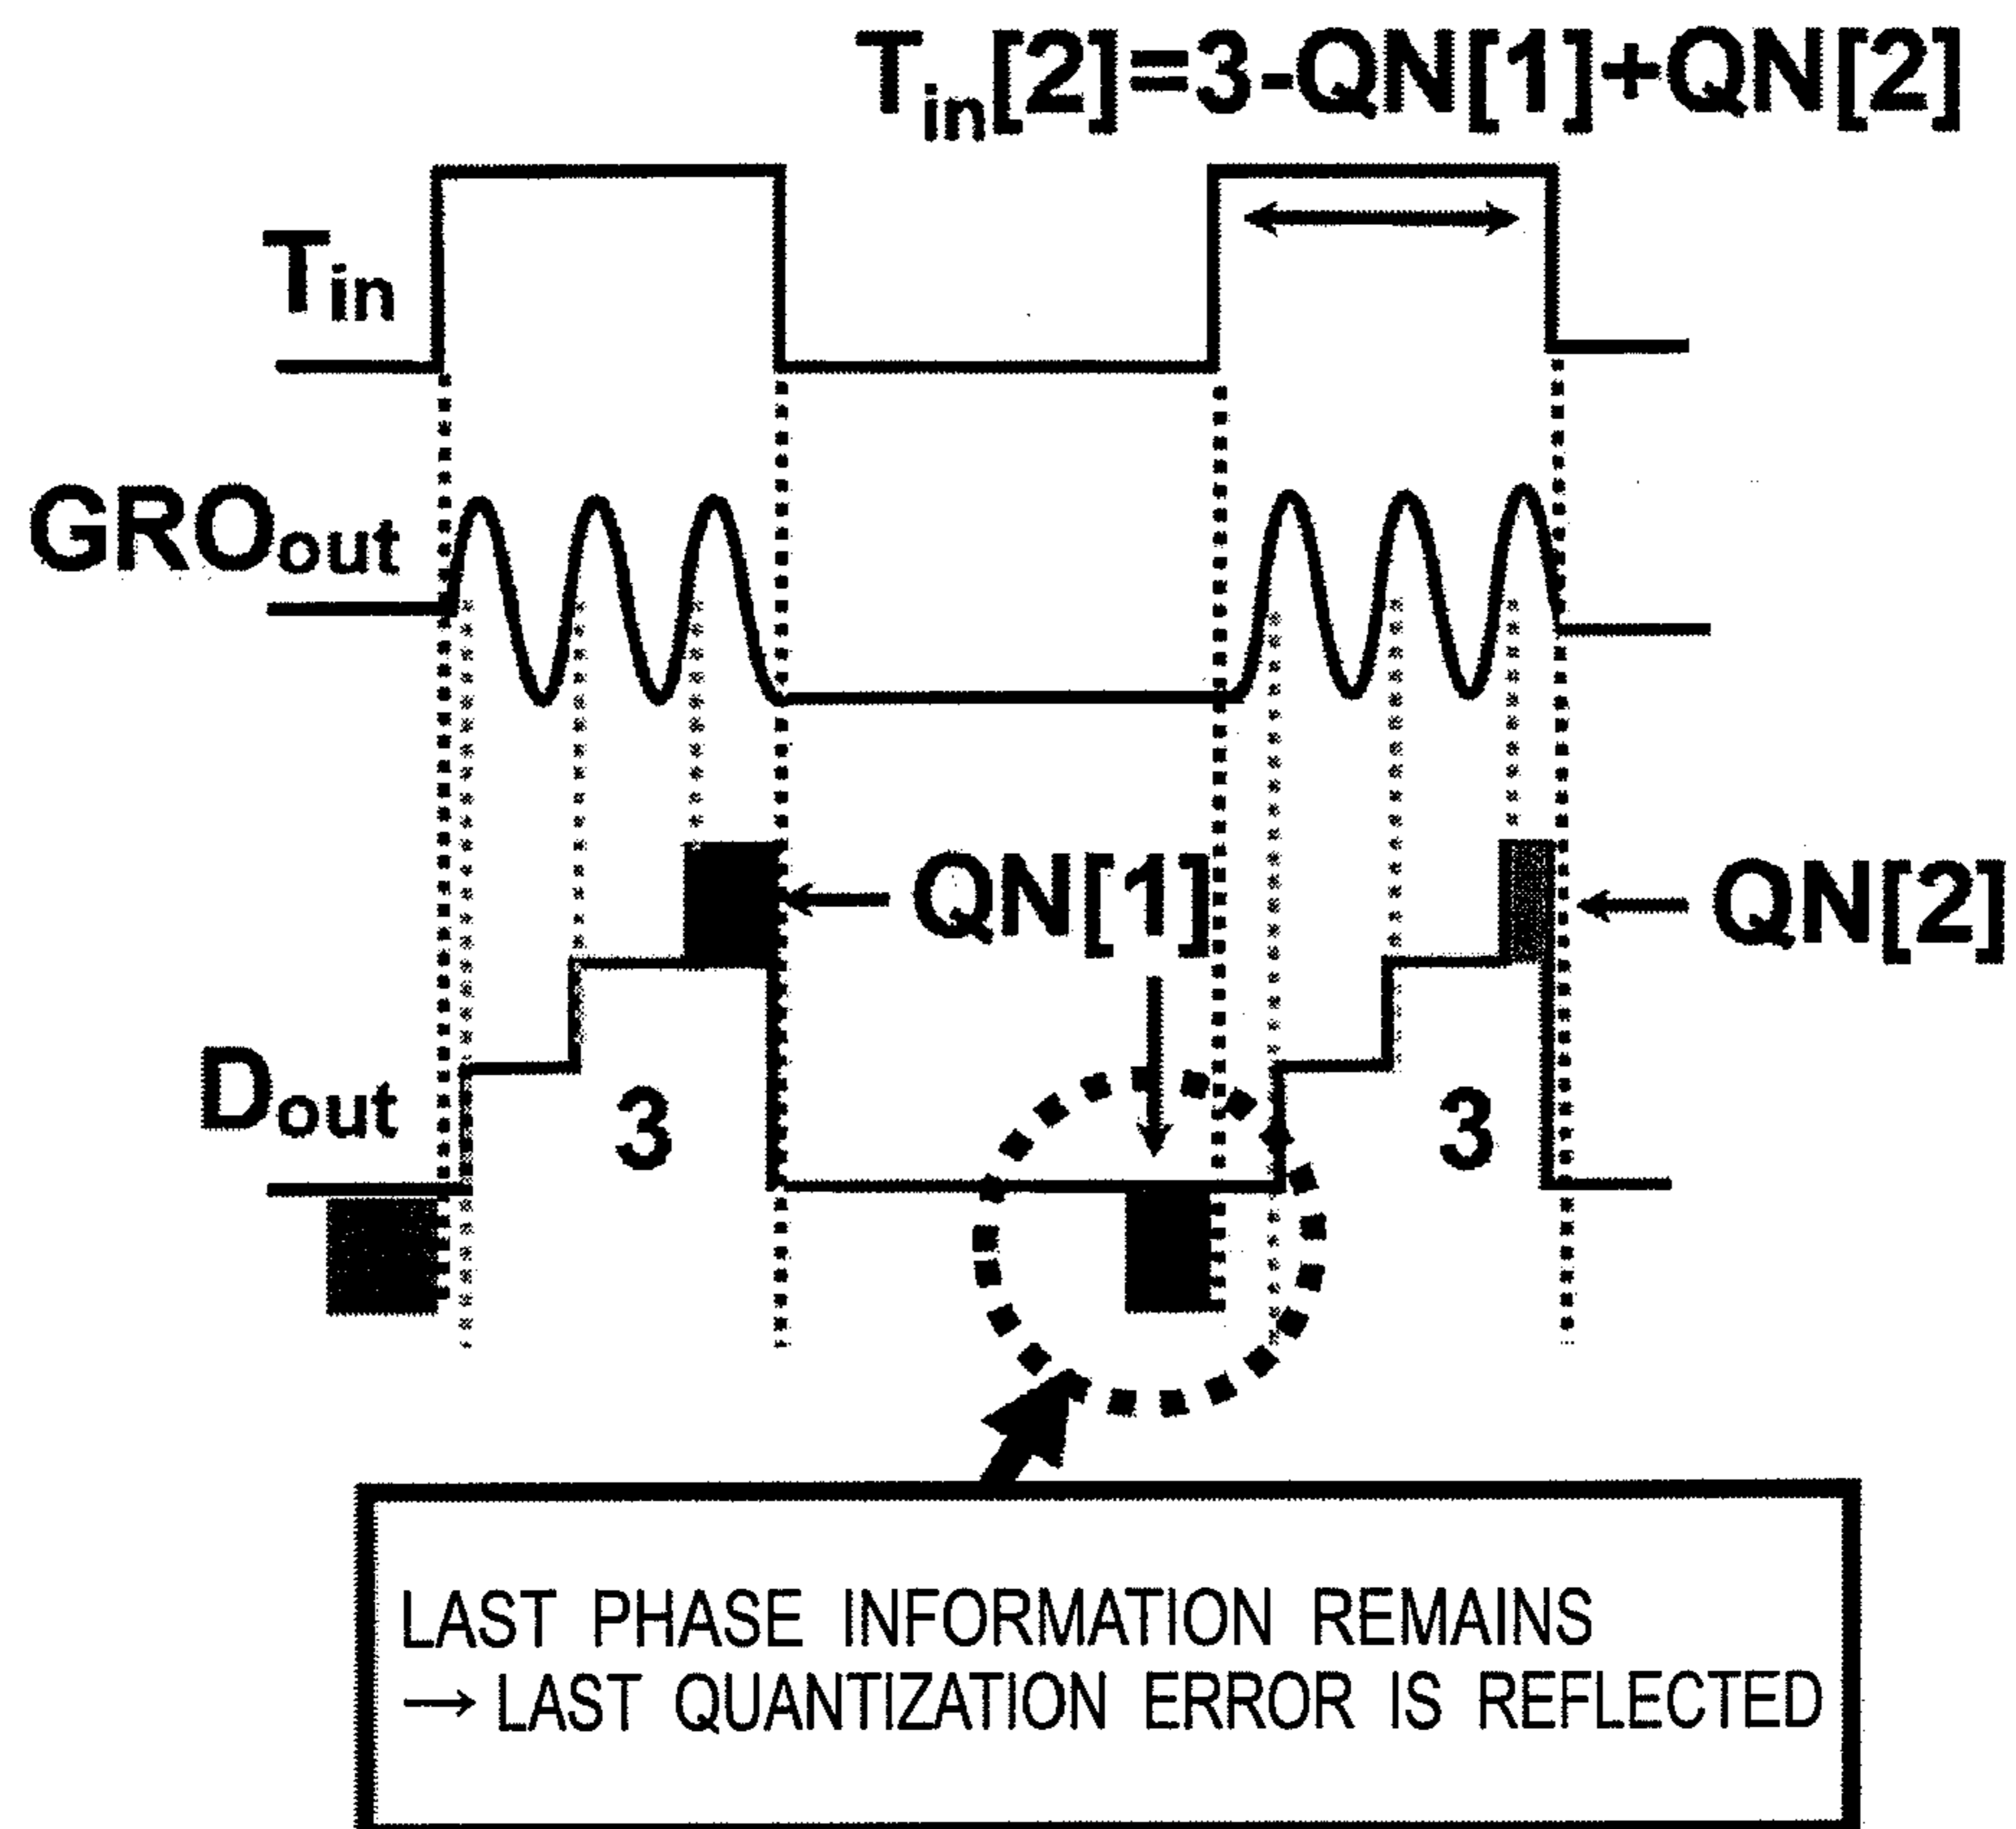 Tin[2]=3-QN[1]+QN[2]
Tin
GROout
QN[1]
QN[2]
Dout
3
3
LAST PHASE INFORMATION REMAINS
→ LAST QUANTIZATION ERROR IS REFLECTED